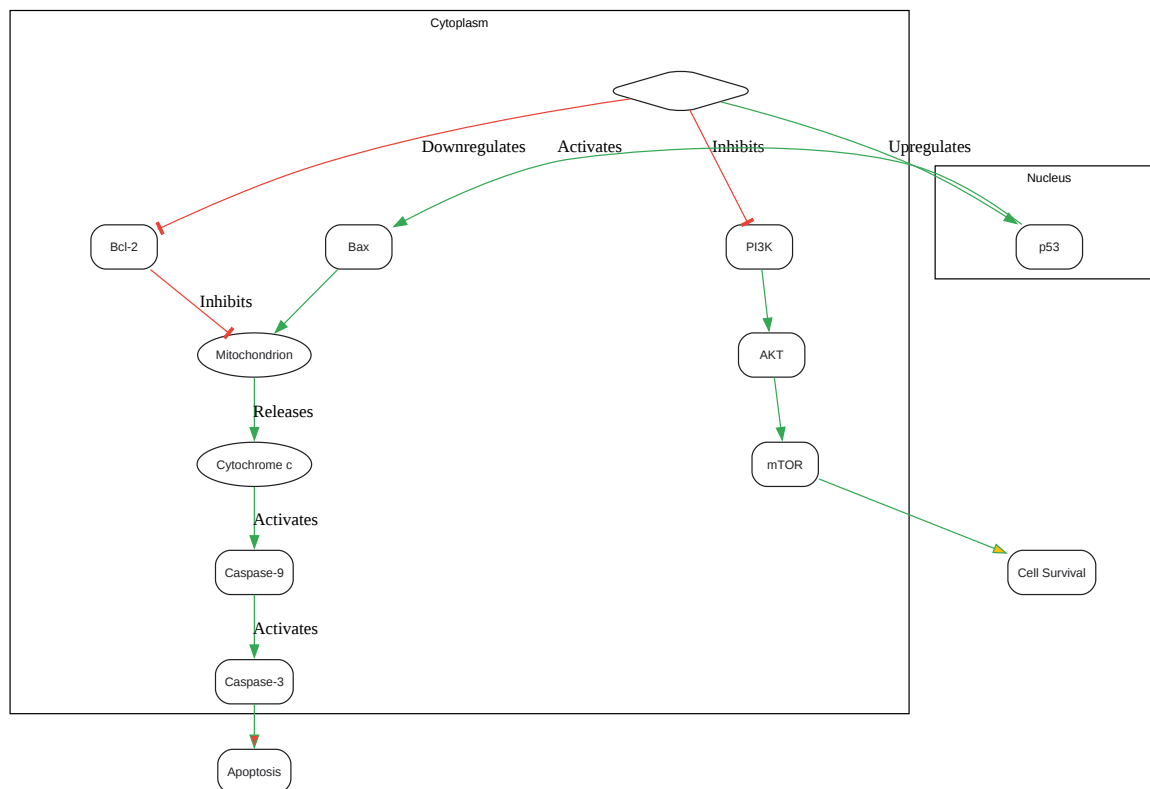 Cytoplasm
Downregulates
Activates
Inhibits
Upregulates
Nucleus
Bcl-2
Bax
PI3K
p53
Inhibits
Mitochondrion
AKT
Releases
Cytochrome c
mTOR
Activates
Caspase-9
Cell Survival
Activates
Caspase-3
Apoptosis